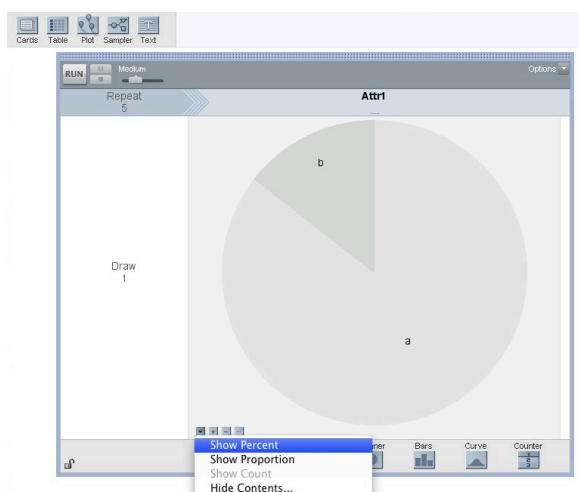 Cards Table Plot Sampler Text
RUN Medium Options
Repeat
5
Attr1
b
Draw
1
a
Show Percent
Bars Curve Counter
Show Proportion
Show Count
Hide Contents...